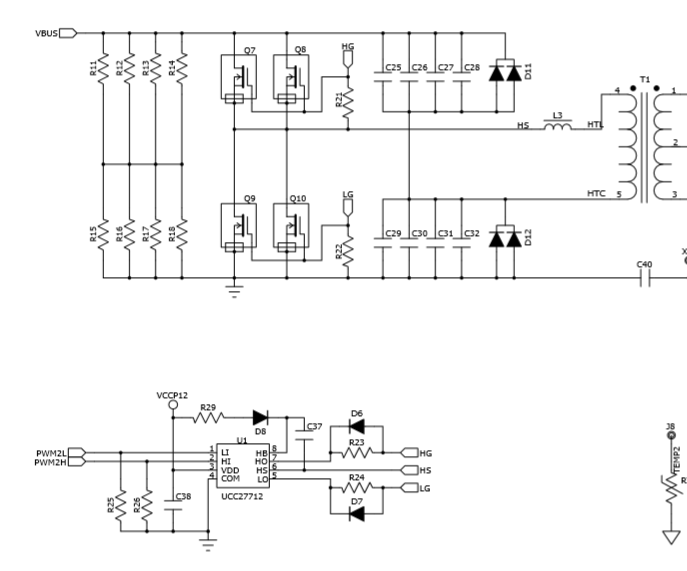 VBUS
R11
R12
R13
R14
Q7
Q8
HG
R21
C25
C26
C27
C28
D11
T1
L3
HS
HTL
4
1
2
HTC
5
3
R15
R16
R17
R18
Q9
Q10
LG
R22
C29
C30
C31
C32
D12
C40
X
VCCP12
R29
D8
C37
D6
R23
HG
U1
PWM2L
PWM2H
1
2
3
4
LI
HI
VDD
COM
HB
HO
HS
LO
8
7
6
5
HS
R24
LG
D7
UCC27712
R25
R26
C38
J8
TEMP2
R